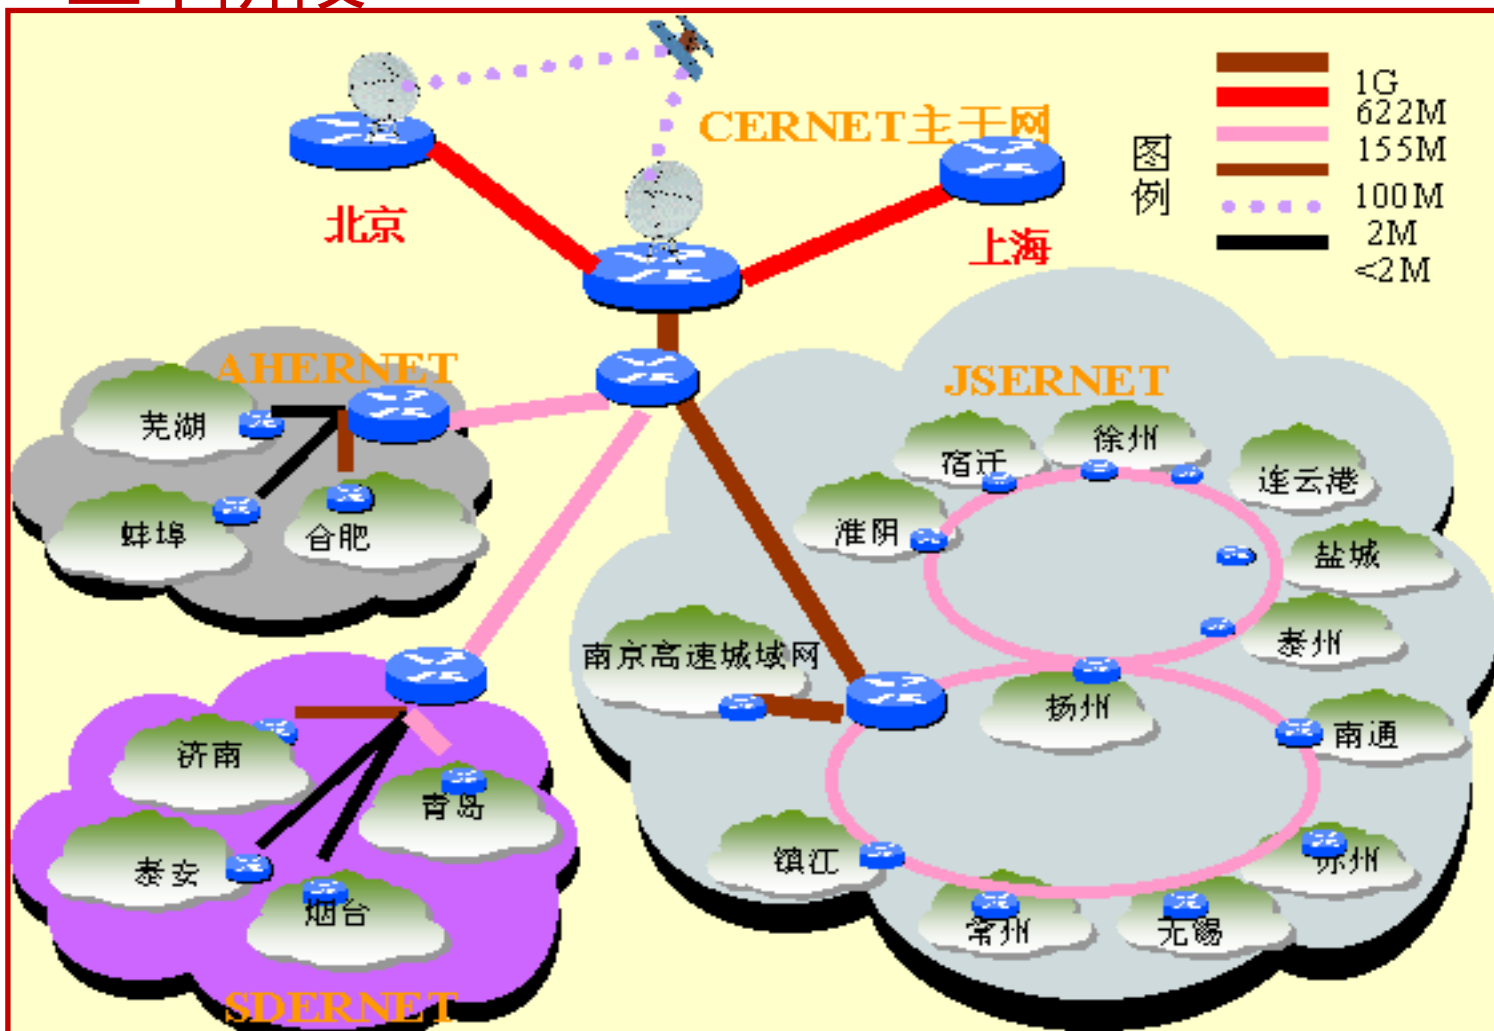 CERNET主干网
图例
1G
622M
155M
100M
2M
<2M
北京
上海
AHERNET
芜湖
蚌埠
合肥
JSERNET
徐州
宿迁
连云港
淮阴
盐城
泰州
南京高速城域网
扬州
南通
镇江
苏州
常州
无锡
济南
青岛
泰安
烟台
SDERNET